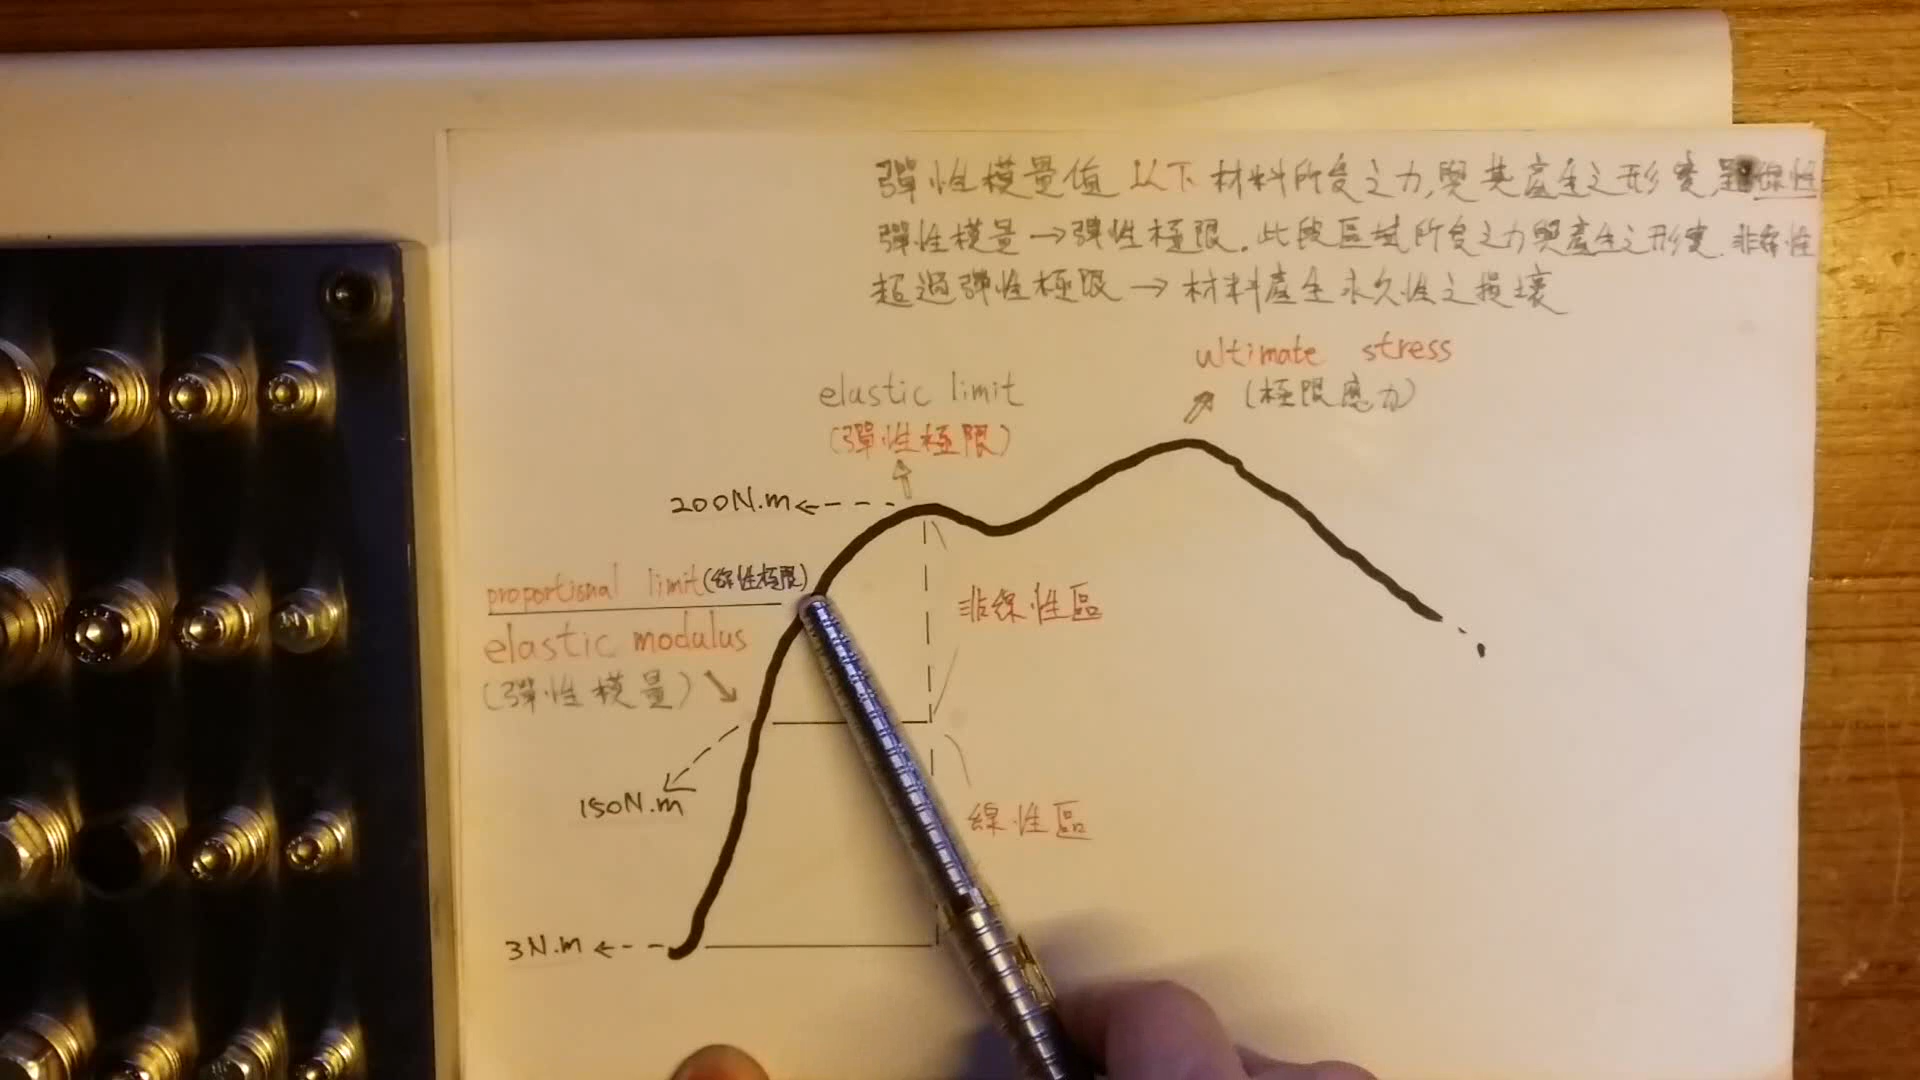 彈性模量值 以下 材料所受之力,與其產生之形變是線性
彈性模量→彈性極限.此段區域所受之力與產生之形變.非線性
超過彈性極限→材料產生永久性之損壞
ultimate stress
(極限應力)
elastic limit
(彈性極限)
200N.m
proportional limit(線性極限)
elastic modulus
(彈性模量)
非線性區
150N.m
線性區
3N.m